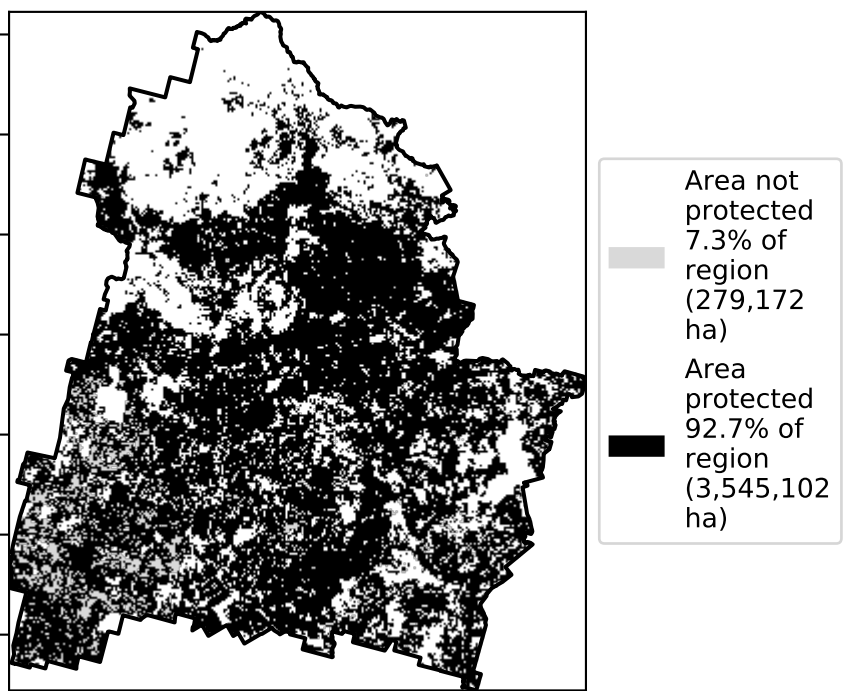 Area not
protected
7.3% of
region
(279,172
ha)
Area
protected
92.7% of
region
(3,545,102
ha)